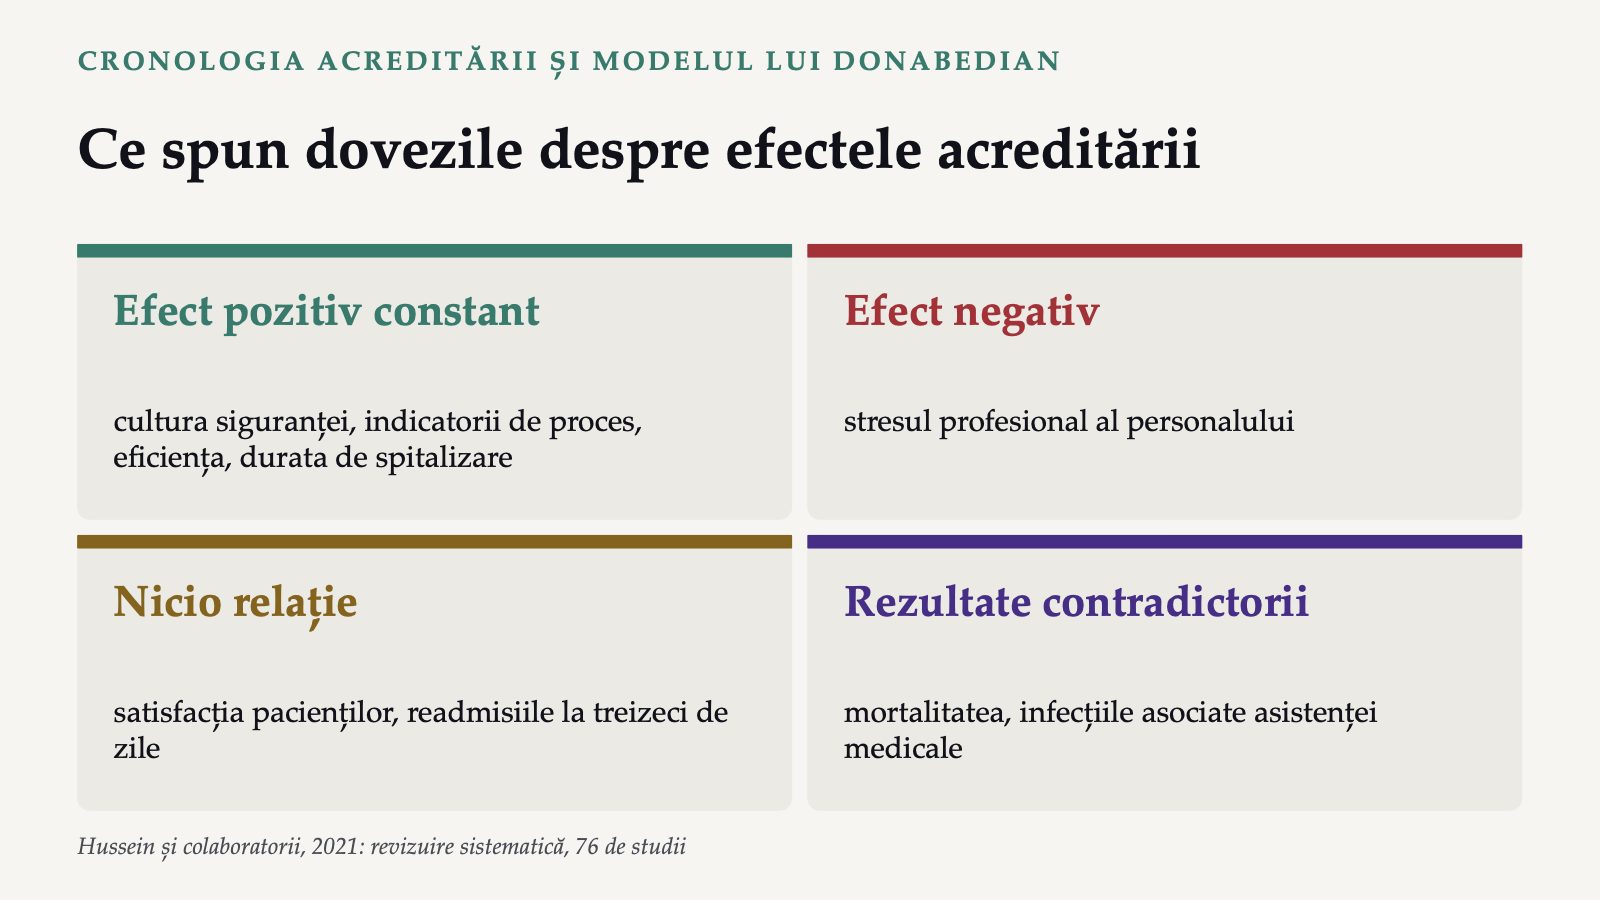 CRONOLOGIA ACREDITĂRII ȘI MODELUL LUI DONABEDIAN
Ce spun dovezile despre efectele acreditării
Efect pozitiv constant
cultura siguranței, indicatorii de proces,
eficiența, durata de spitalizare
Efect negativ
stresul profesional al personalului
Nicio relație
satisfacția pacienților, readmisiile la treizeci de
zile
Rezultate contradictorii
mortalitatea, infecțiile asociate asistenței
medicale
Hussein și colaboratorii, 2021: revizuire sistematică, 76 de studii